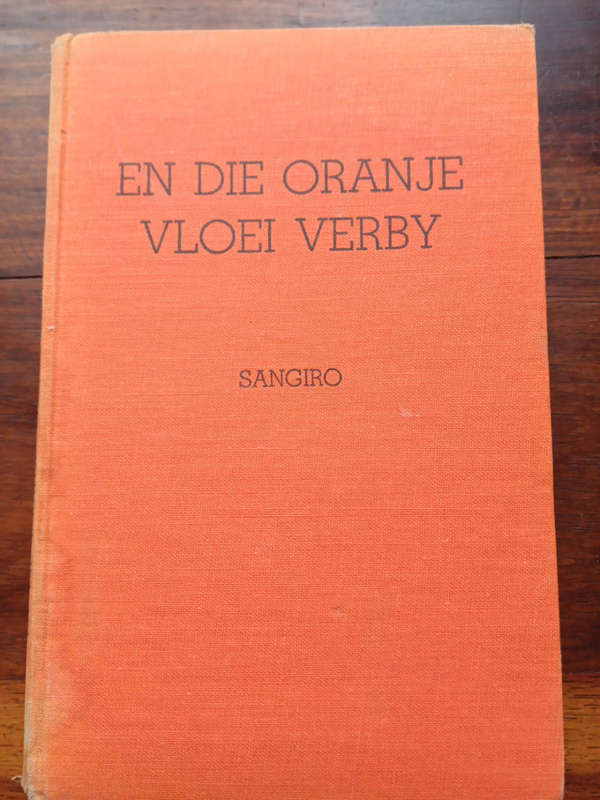 EN DIE ORANJE
VLOEI VERBY
SANGIRO